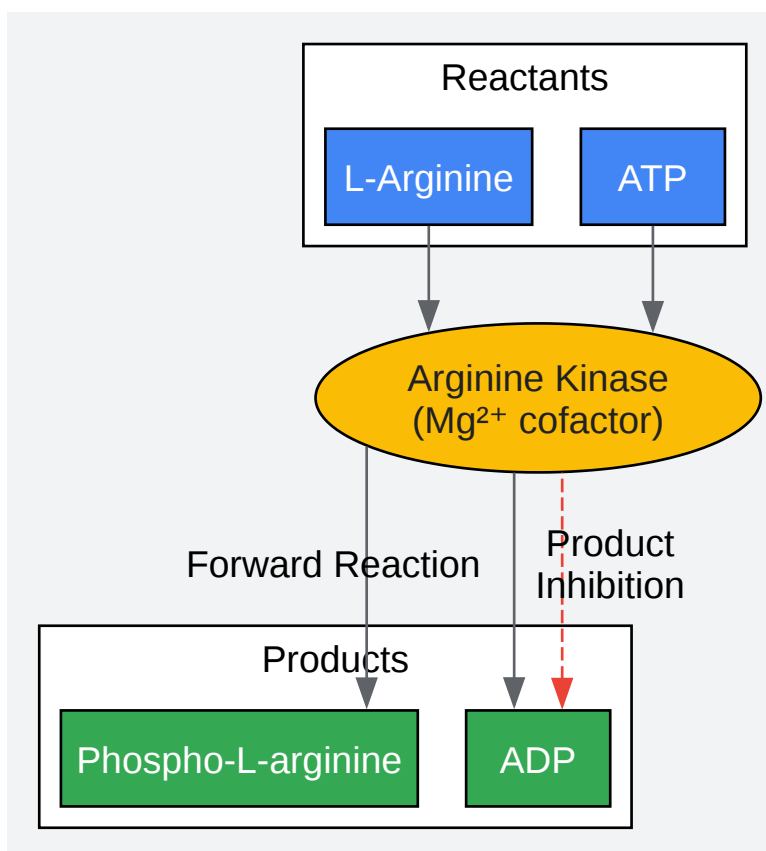 Reactants
L-Arginine
ATP
Arginine Kinase
(Mg²⁺ cofactor)
Forward Reaction
Product
Inhibition
Products
Phospho-L-arginine
ADP